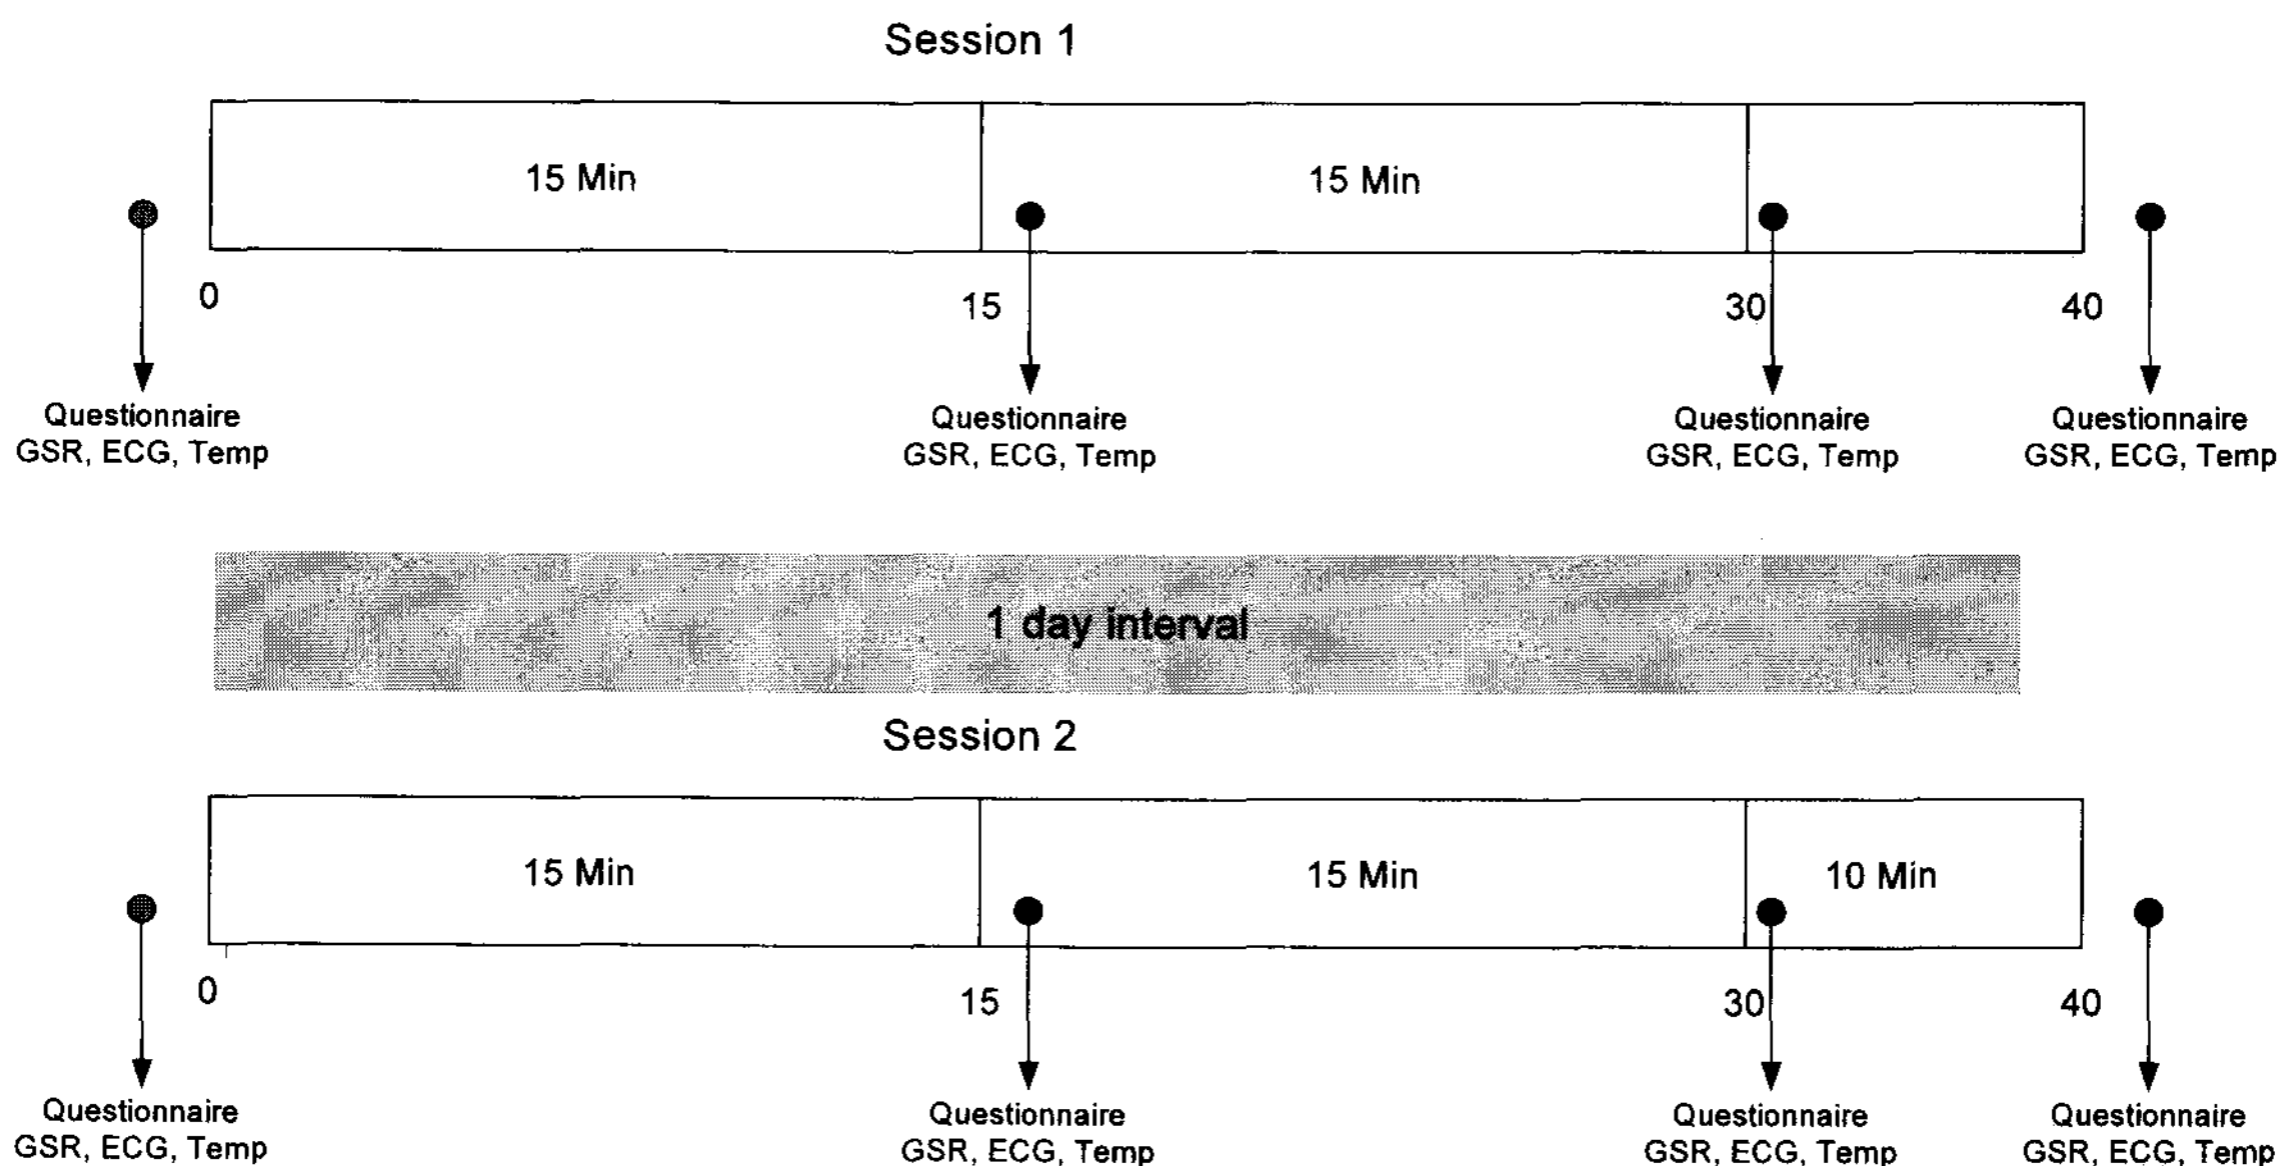 Session 1
15 Min
15 Min
0
15
30
40
Questionnaire
GSR, ECG, Temp
Questionnaire
GSR, ECG, Temp
Questionnaire
GSR, ECG, Temp
Questionnaire
GSR, ECG, Temp
1 day interval
Session 2
15 Min
15 Min
10 Min
0
15
30
40
Questionnaire
GSR, ECG, Temp
Questionnaire
GSR, ECG, Temp
Questionnaire
GSR, ECG, Temp
Questionnaire
GSR, ECG, Temp